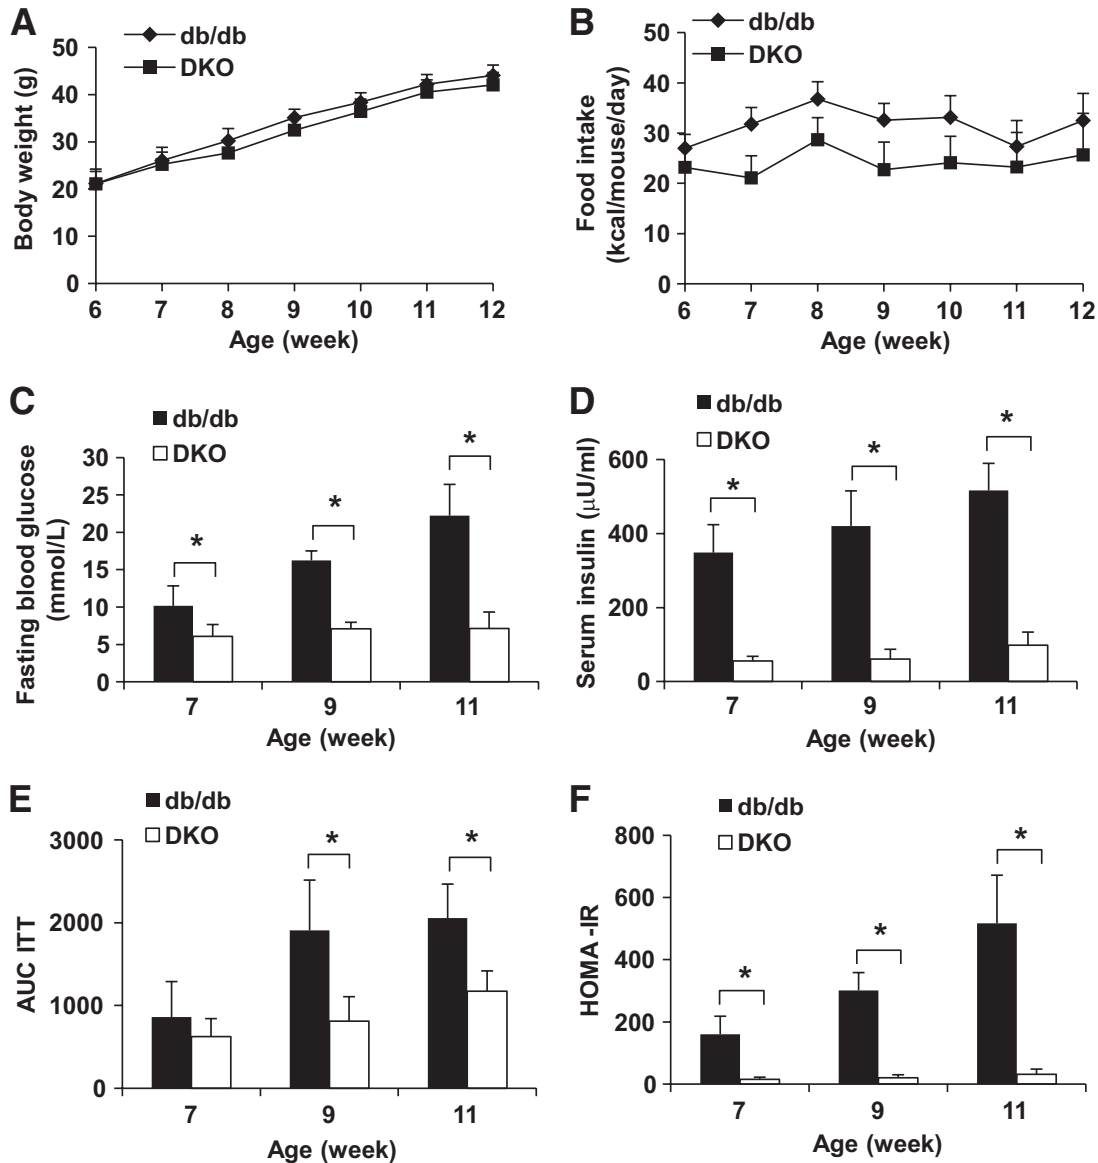 A
db/db
DKO
Body weight (g)
50
40
30
20
10
0
6 7 8 9 10 11 12
Age (week)
B
db/db
DKO
Food intake
(kcal/mouse/day)
50
40
30
20
10
0
6 7 8 9 10 11 12
Age (week)
C
db/db
DKO
Fasting blood glucose
(mmol/L)
30
25
20
15
10
5
0
* * *
7 9 11
Age (week)
D
db/db
DKO
Serum insulin (μU/ml)
600
400
200
0
* * *
7 9 11
Age (week)
E
db/db
DKO
AUC ITT
3000
2000
1000
0
* *
7 9 11
Age (week)
F
db/db
DKO
HOMA-IR
800
600
400
200
0
* * *
7 9 11
Age (week)